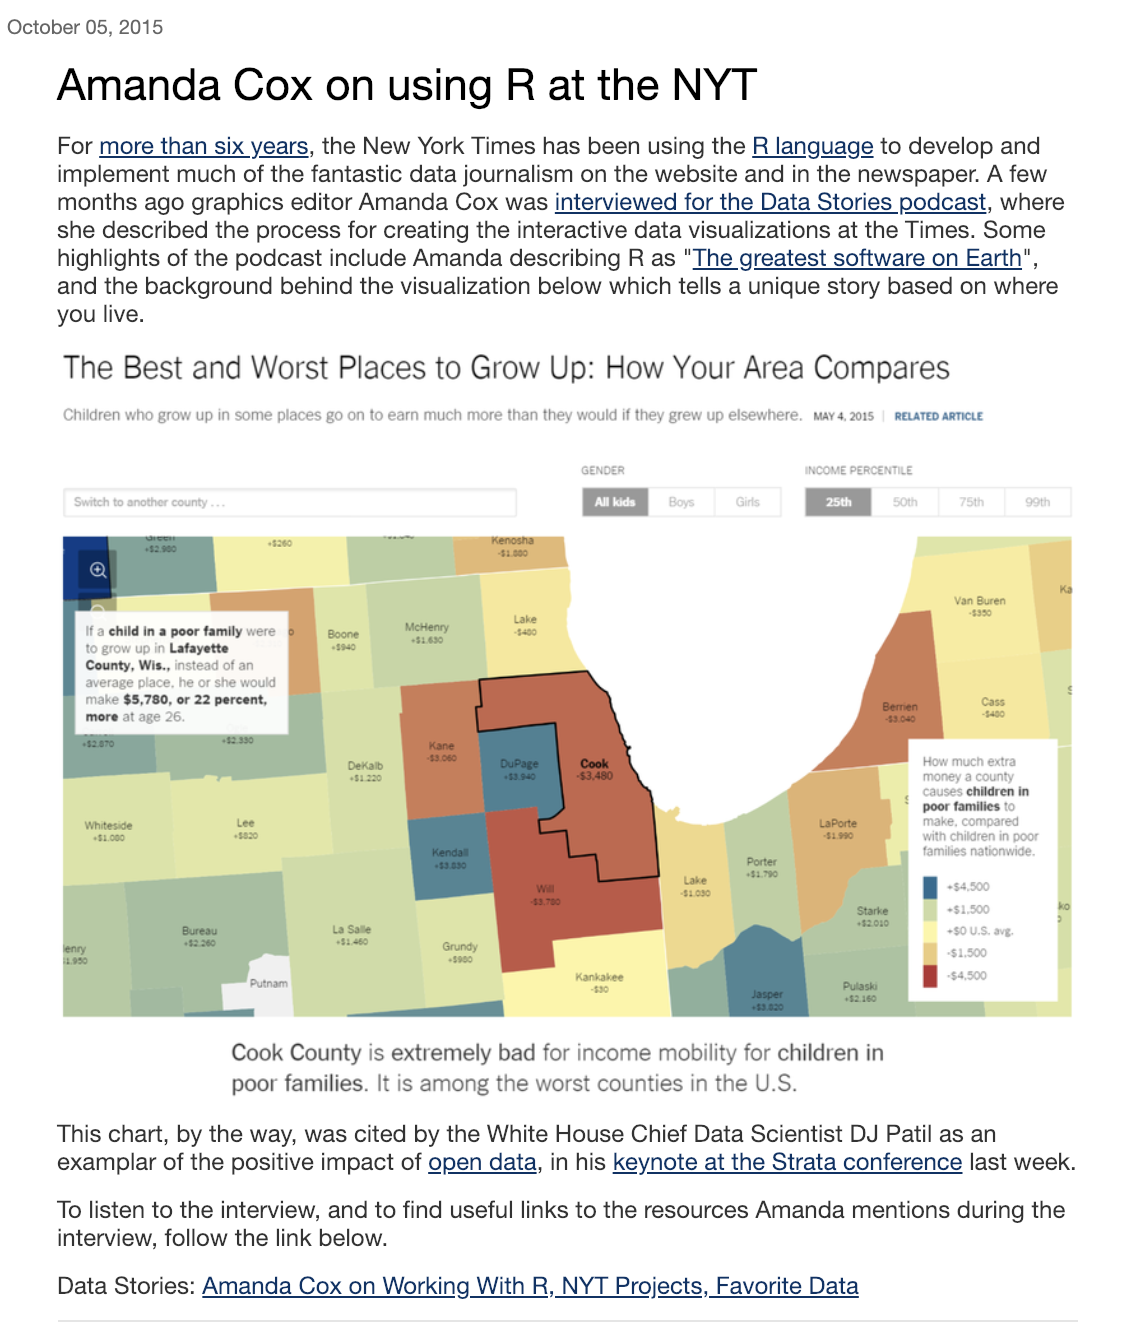 October 05, 2015
Amanda Cox on using R at the NYT
For more than six years, the New York Times has been using the R language to develop and
implement much of the fantastic data journalism on the website and in the newspaper. A few
months ago graphics editor Amanda Cox was interviewed for the Data Stories podcast, where
she described the process for creating the interactive data visualizations at the Times. Some
highlights of the podcast include Amanda describing R as "The greatest software on Earth",
and the background behind the visualization below which tells a unique story based on where
you live.
The Best and Worst Places to Grow Up: How Your Area Compares
Children who grow up in some places go on to earn much more than they would if they grew up elsewhere. MAY 4, 2015 | RELATED ARTICLE
GENDER
INCOME PERCENTILE
Switch to another county ...
All kids Boys Girls
25th 50th 75th 99th
Green
+$2,980
+$260
Kenosha
-$1,880
If a child in a poor family were
to grow up in Lafayette
County, Wis., instead of an
average place, he or she would
make $5,780, or 22 percent,
more at age 26.
Boone
+$940
McHenry
+$1,630
Lake
-$480
Van Buren
-$350
Ka
Cass
-$480
Berrien
-$3,040
+$2,870
+$2,330
DeKalb
+$1,220
Kane
-$3,060
DuPage
+$3,940
Cook
-$3,480
How much extra
money a county
causes children in
poor families to
make, compared
with children in poor
families nationwide.
+$4,500
+$1,500
+$0 U.S. avg.
-$1,500
-$4,500
Whiteside
+$1,080
Lee
+$820
Kendall
+$3,830
Will
-$3,780
Lake
-$1,030
Porter
+$1,790
LaPorte
-$1,990
Starke
+$2,010
ko
enry
1,950
Bureau
+$2,260
La Salle
+$1,460
Grundy
+$980
Putnam
Kankakee
-$30
Jasper
+$3,820
Pulaski
+$2,160
Cook County is extremely bad for income mobility for children in
poor families. It is among the worst counties in the U.S.
This chart, by the way, was cited by the White House Chief Data Scientist DJ Patil as an
examplar of the positive impact of open data, in his keynote at the Strata conference last week.
To listen to the interview, and to find useful links to the resources Amanda mentions during the
interview, follow the link below.
Data Stories: Amanda Cox on Working With R, NYT Projects, Favorite Data